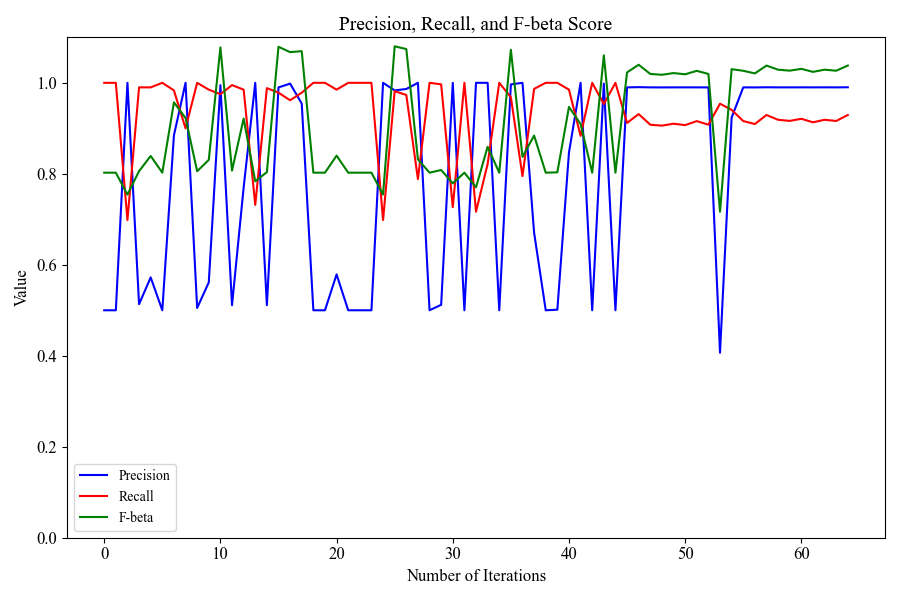 Precision, Recall, and F-beta Score
Value
1.0
0.8
0.6
0.4
0.2
0.0
Precision
Recall
F-beta
0 10 20 30 40 50 60
Number of Iterations